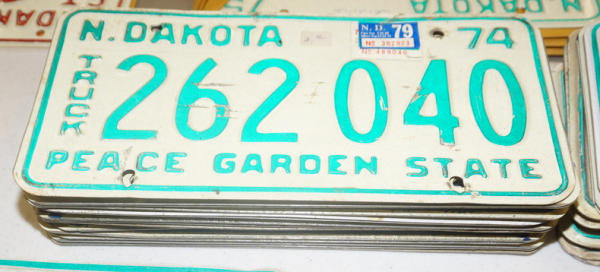 N. DAKOTA
N.D. 79
74
TRUCK
262 040
PEACE GARDEN STATE